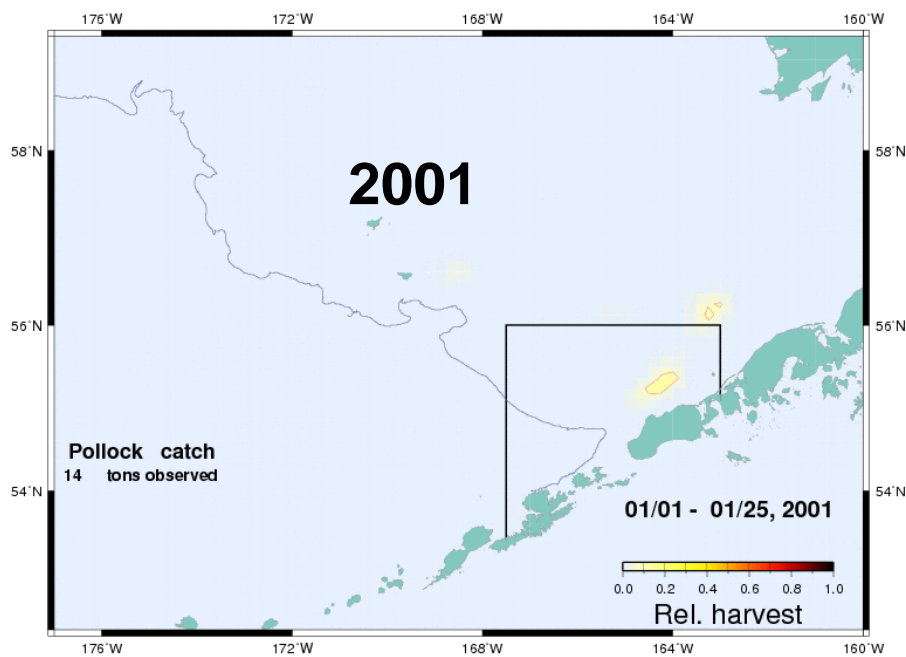 176˚W 172˚W 168˚W 164˚W 160˚W
58˚N 58˚N
2001
56˚N 56˚N
Pollock catch
14 tons observed
54˚N 54˚N
01/01 - 01/25, 2001
0.0 0.2 0.4 0.6 0.8 1.0
Rel. harvest
176˚W 172˚W 168˚W 164˚W 160˚W